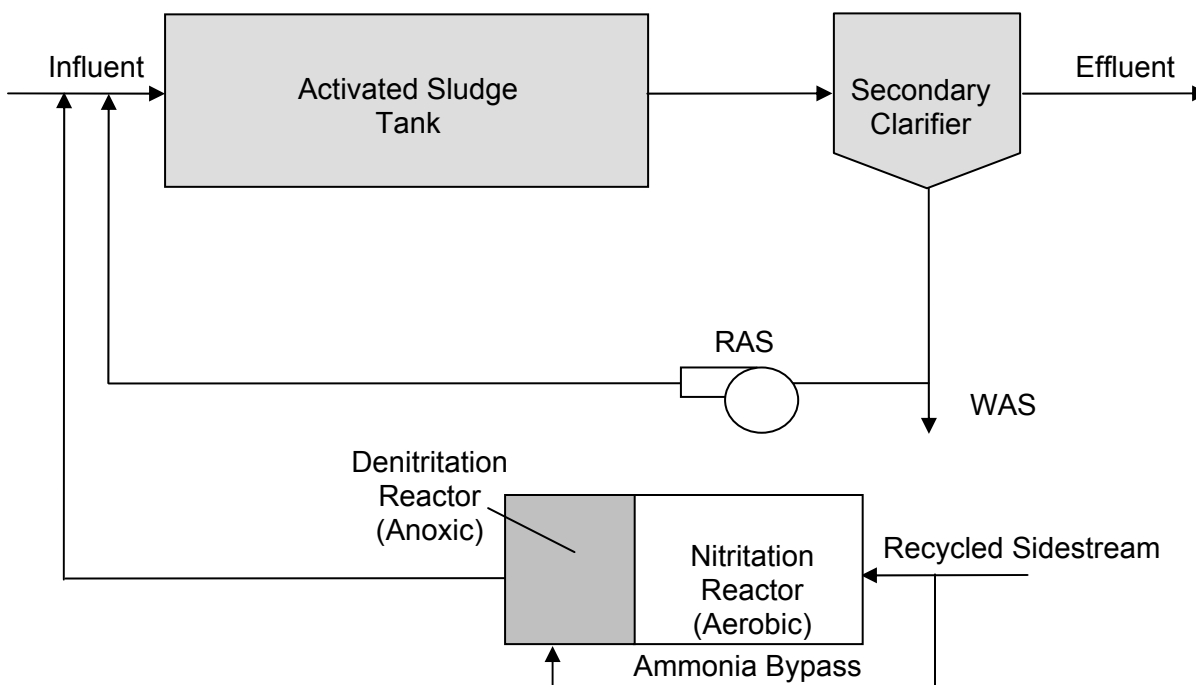 Influent
Activated Sludge
Tank
Secondary
Clarifier
Effluent
RAS
WAS
Denitritation
Reactor
(Anoxic)
Nitritation
Reactor
(Aerobic)
Recycled Sidestream
Ammonia Bypass